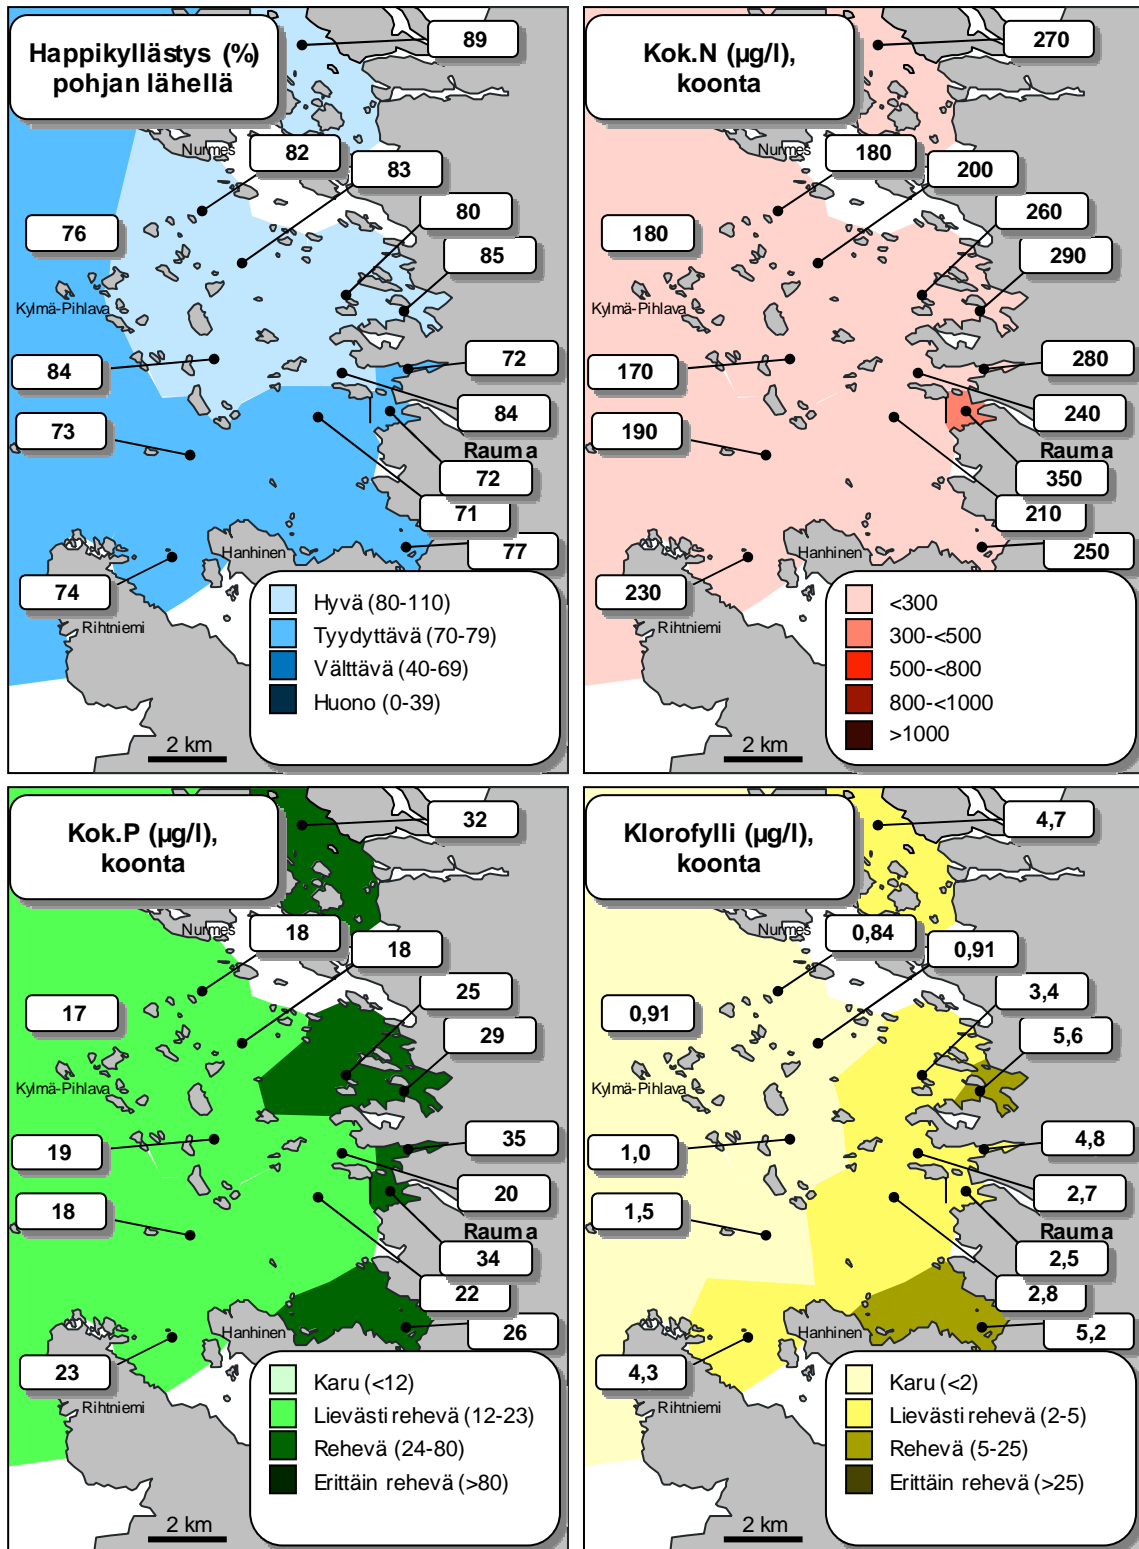 Happikyllästys (%)
pohjan lähellä
89
Nurmes
82
83
80
76
85
Kylmä-Pihlava
72
84
84
73
Rauma
72
71
Hanhinen
77
74
Rihtniemi
Hyvä (80-110)
Tyydyttävä (70-79)
Välttävä (40-69)
Huono (0-39)
2 km
Kok.N (µg/l),
koonta
270
Nurmes
180
200
260
180
290
Kylmä-Pihlava
280
170
240
190
Rauma
350
210
Hanhinen
250
230
Rihtniemi
<300
300-<500
500-<800
800-<1000
>1000
2 km
Kok.P (µg/l),
koonta
32
Nurmes
18
18
25
17
29
Kylmä-Pihlava
35
19
20
18
Rauma
34
22
Hanhinen
26
23
Rihtniemi
Karu (<12)
Lievästi rehevä (12-23)
Rehevä (24-80)
Erittäin rehevä (>80)
2 km
Klorofylli (µg/l),
koonta
4,7
Nurmes
0,84
0,91
3,4
0,91
5,6
Kylmä-Pihlava
4,8
1,0
2,7
1,5
Rauma
2,5
2,8
Hanhinen
5,2
4,3
Rihtniemi
Karu (<2)
Lievästi rehevä (2-5)
Rehevä (5-25)
Erittäin rehevä (>25)
2 km